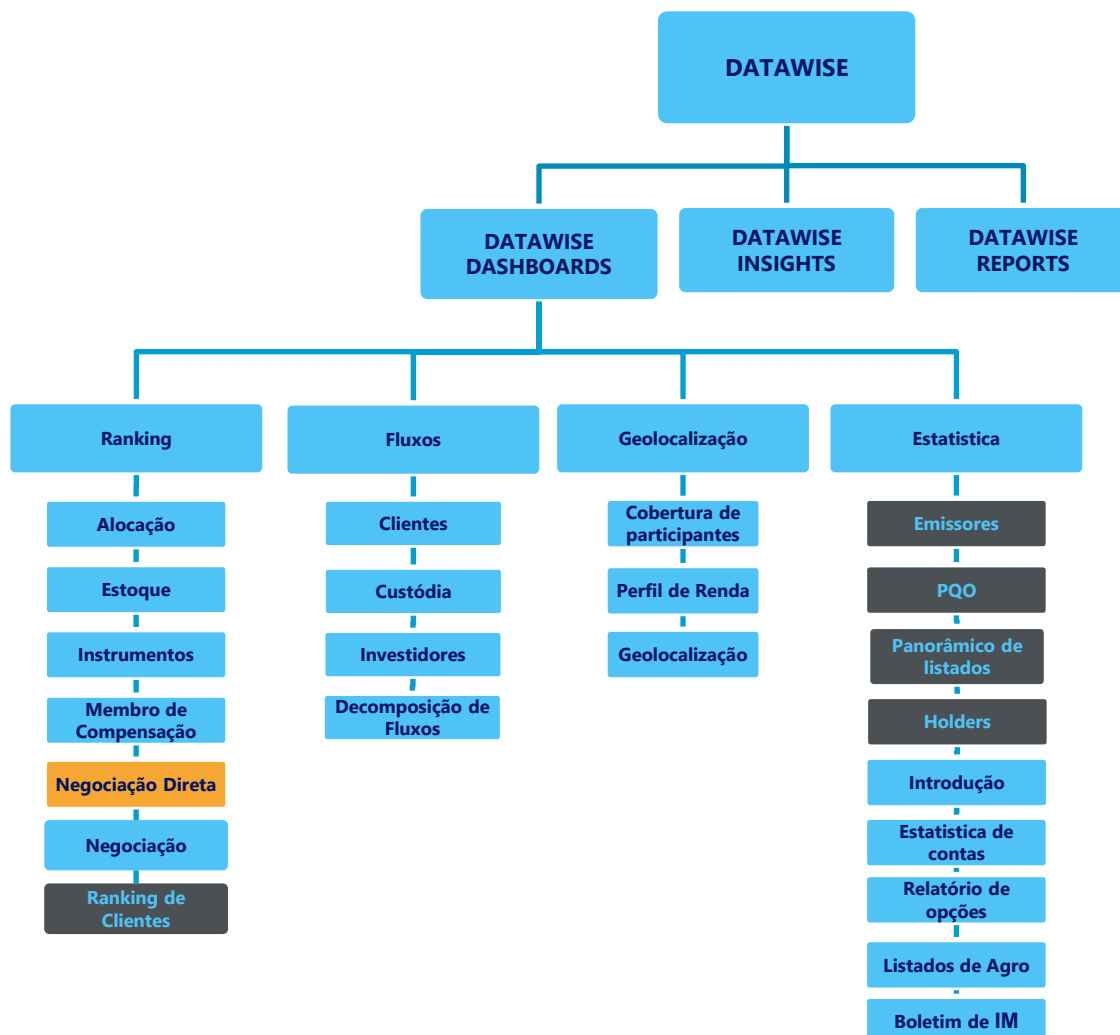 DATAWISE
DATAWISE
DASHBOARDS
DATAWISE
INSIGHTS
DATAWISE
REPORTS
Ranking
Alocação
Estoque
Instrumentos
Membro de
Compensação
Negociação Direta
Negociação
Ranking de
Clientes
Fluxos
Clientes
Custódia
Investidores
Decomposição de
Fluxos
Geolocalização
Cobertura de
participantes
Perfil de Renda
Geolocalização
Estatistica
Emissores
PQO
Panorâmico de
listados
Holders
Introdução
Estatistica de
contas
Relatório de
opções
Listados de Agro
Boletim de IM